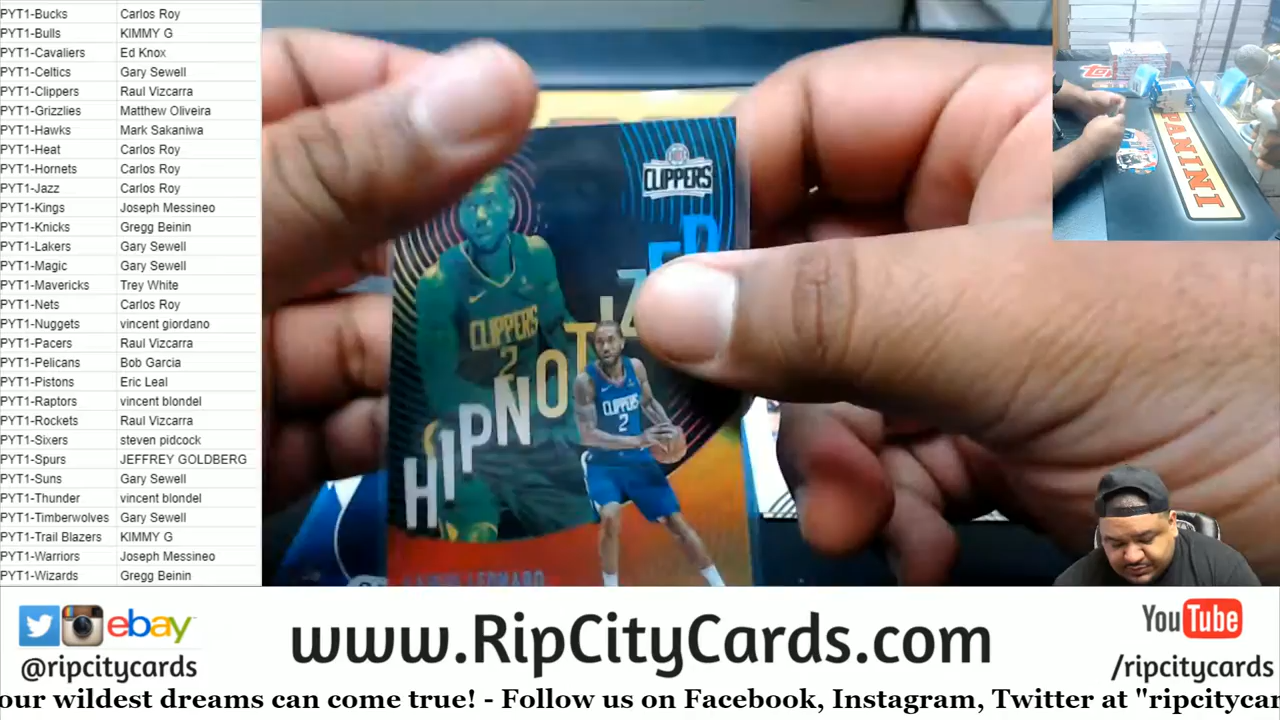 PYT1-Bucks Carlos Roy
PYT1-Bulls KIMMY G
PYT1-Cavaliers Ed Knox
PYT1-Celtics Gary Sewell
PYT1-Clippers Raul Vizcarra
PYT1-Grizzlies Matthew Oliveira
PYT1-Hawks Mark Sakaniwa
PYT1-Heat Carlos Roy
PYT1-Hornets Carlos Roy
PYT1-Jazz Carlos Roy
PYT1-Kings Joseph Messineo
PYT1-Knicks Gregg Beinin
PYT1-Lakers Gary Sewell
PYT1-Magic Gary Sewell
PYT1-Mavericks Trey White
PYT1-Nets Carlos Roy
PYT1-Nuggets vincent giordano
PYT1-Pacers Raul Vizcarra
PYT1-Pelicans Bob Garcia
PYT1-Pistons Eric Leal
PYT1-Raptors vincent blondel
PYT1-Rockets Raul Vizcarra
PYT1-Sixers steven pidcock
PYT1-Spurs JEFFREY GOLDBERG
PYT1-Suns Gary Sewell
PYT1-Thunder vincent blondel
PYT1-Timberwolves Gary Sewell
PYT1-Trail Blazers KIMMY G
PYT1-Warriors Joseph Messineo
PYT1-Wizards Gregg Beinin
CLIPPERS
HIPNOTIZED
CLIPPERS
2
CLIPPERS
2
PANINI
ebay
@ripcitycards
www.RipCityCards.com
YouTube
/ripcitycards
our wildest dreams can come true! - Follow us on Facebook, Instagram, Twitter at "ripcitycar